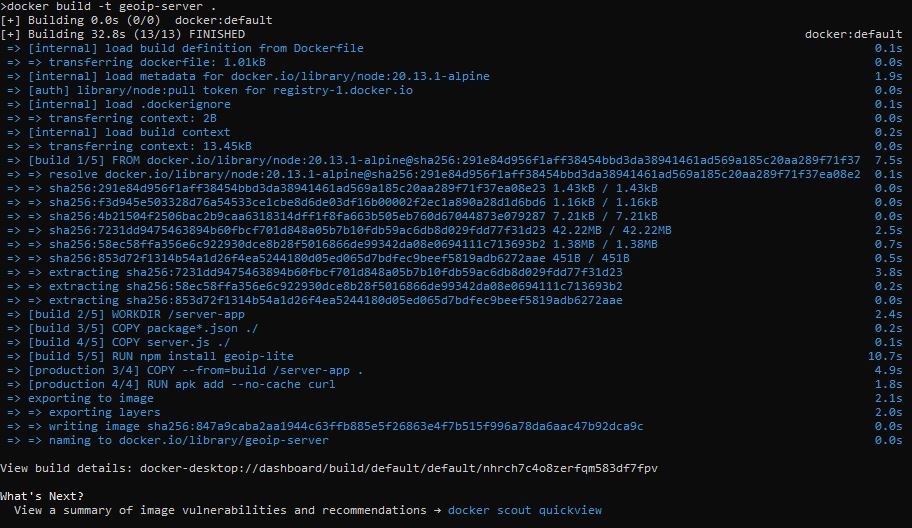 >docker build -t geoip-server .
[+] Building 0.0s (0/0)  docker:default
[+] Building 32.8s (13/13) FINISHED docker:default
=> [internal] load build definition from Dockerfile 0.1s
=> => transferring dockerfile: 1.01kB 0.0s
=> [internal] load metadata for docker.io/library/node:20.13.1-alpine 1.9s
=> [auth] library/node:pull token for registry-1.docker.io 0.0s
=> [internal] load .dockerignore 0.1s
=> => transferring context: 2B 0.0s
=> [internal] load build context 0.2s
=> => transferring context: 13.45kB 0.0s
=> [build 1/5] FROM docker.io/library/node:20.13.1-alpine@sha256:291e84d956f1aff38454bbd3da38941461ad569a185c20aa289f71f37 7.5s
=> => resolve docker.io/library/node:20.13.1-alpine@sha256:291e84d956f1aff38454bbd3da38941461ad569a185c20aa289f71f37ea08e2 0.1s
=> => sha256:291e84d956f1aff38454bbd3da38941461ad569a185c20aa289f71f37ea08e23 1.43kB / 1.43kB 0.0s
=> => sha256:f3d945e503328d76a54533ce1cbe8d6de03df16b00002f2ec1a890a28d1d6bd6 1.16kB / 1.16kB 0.0s
=> => sha256:4b21504f2506bac2b9caa6318314dff1f8fa663b505eb760d67044873e079287 7.21kB / 7.21kB 0.0s
=> => sha256:7231dd9475463894b60fbcf701d848a05b7b10fdb59ac6db8d029fdd77f31d23 42.22MB / 42.22MB 2.5s
=> => sha256:58ec58ffa356e6c922930dce8b28f5016866de99342da08e0694111c713693b2 1.38MB / 1.38MB 0.7s
=> => sha256:853d72f1314b54a1d26f4ea5244180d05ed065d7bdfec9beef5819adb6272aae 451B / 451B 0.5s
=> => extracting sha256:7231dd9475463894b60fbcf701d848a05b7b10fdb59ac6db8d029fdd77f31d23 3.8s
=> => extracting sha256:58ec58ffa356e6c922930dce8b28f5016866de99342da08e0694111c713693b2 0.2s
=> => extracting sha256:853d72f1314b54a1d26f4ea5244180d05ed065d7bdfec9beef5819adb6272aae 0.0s
=> [build 2/5] WORKDIR /server-app 2.4s
=> [build 3/5] COPY package*.json ./ 0.2s
=> [build 4/5] COPY server.js ./ 0.1s
=> [build 5/5] RUN npm install geoip-lite 10.7s
=> [production 3/4] COPY --from=build /server-app . 4.9s
=> [production 4/4] RUN apk add --no-cache curl 1.8s
=> exporting to image 2.1s
=> => exporting layers 2.0s
=> => writing image sha256:847a9caba2aa1944c63ffb885e5f26863e4f7b515f996a78da6aac47b92dca9c 0.0s
=> => naming to docker.io/library/geoip-server 0.0s
View build details: docker-desktop://dashboard/build/default/default/nhrch7c4o8zerfqm583df7fpv
What's Next?
View a summary of image vulnerabilities and recommendations → docker scout quickview